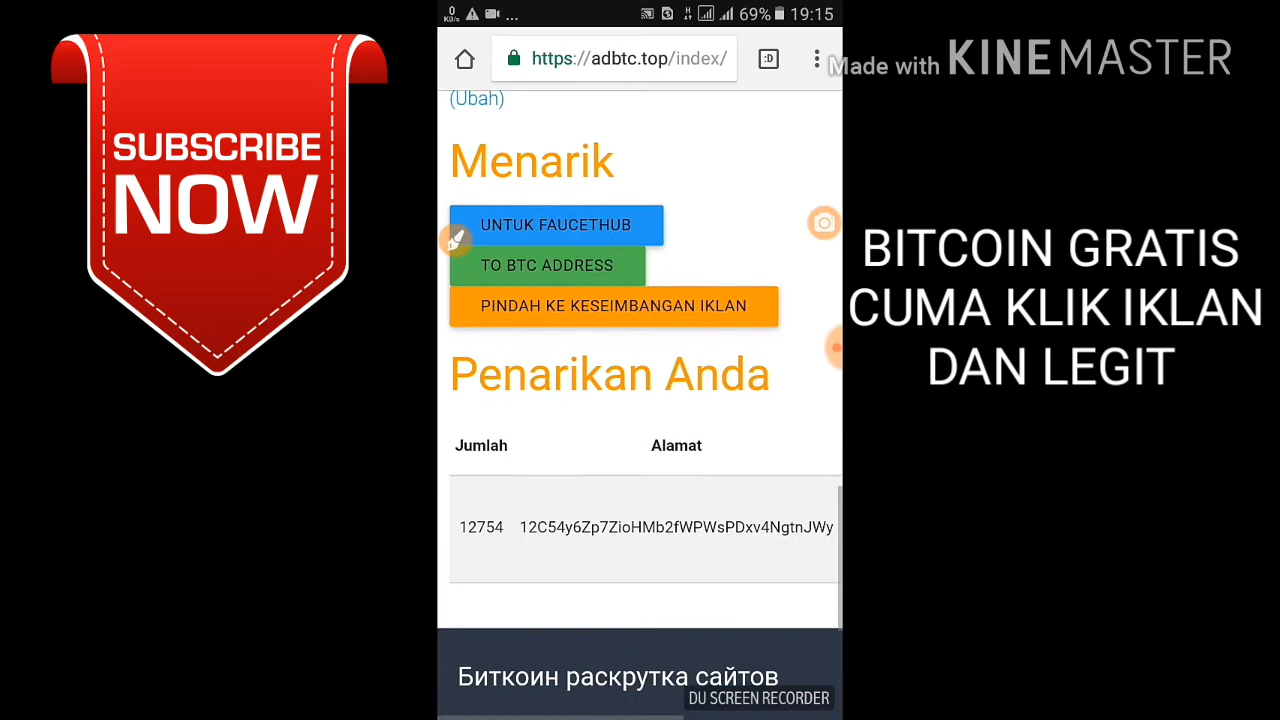 SUBSCRIBE
NOW
0
KB/s
...
69%
19:15
https://adbtc.top/index/
:D
Made with KINEMASTER
(Ubah)
Menarik
UNTUK FAUCETHUB
TO BTC ADDRESS
PINDAH KE KESEIMBANGAN IKLAN
Penarikan Anda
Jumlah Alamat
12754 12C54y6Zp7ZioHMb2fWPWsPDxv4NgtnJWy
Биткоин раскрутка сайтов
DU SCREEN RECORDER
BITCOIN GRATIS
CUMA KLIK IKLAN
DAN LEGIT